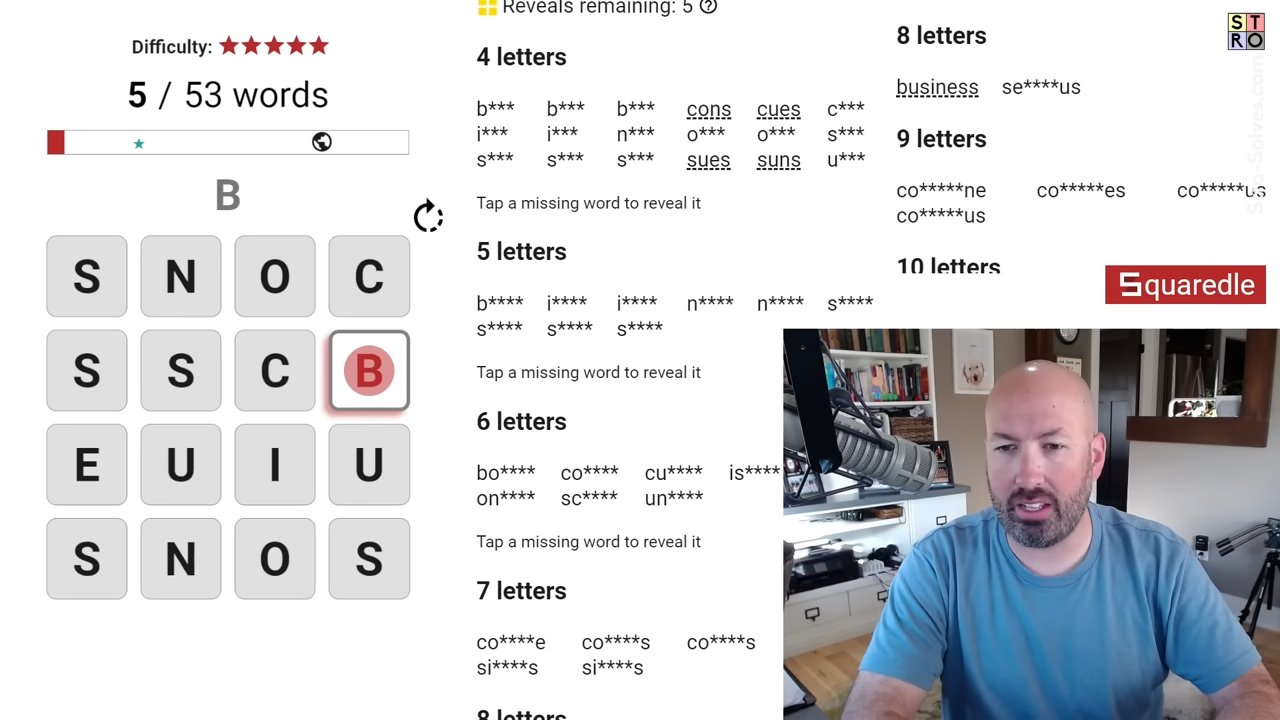 Difficulty:
5 / 53 words
B
S N O C
S S C B
E U I U
S N O S
Reveals remaining: 5
4 letters
b*** b*** b*** cons cues c***
i*** i*** n*** o*** o*** s***
s*** s*** s*** sues suns u***
Tap a missing word to reveal it
5 letters
b**** i**** i**** n**** n**** s****
s**** s**** s****
Tap a missing word to reveal it
6 letters
bo**** co**** cu**** is****
on**** sc**** un****
Tap a missing word to reveal it
7 letters
co****e co****s co****s
si****s si****s
8 letters
8 letters
business se****us
9 letters
co*****ne co*****es co*****us
co*****us
10 letters
S T
R O
Stro-Solves.com
Squaredle